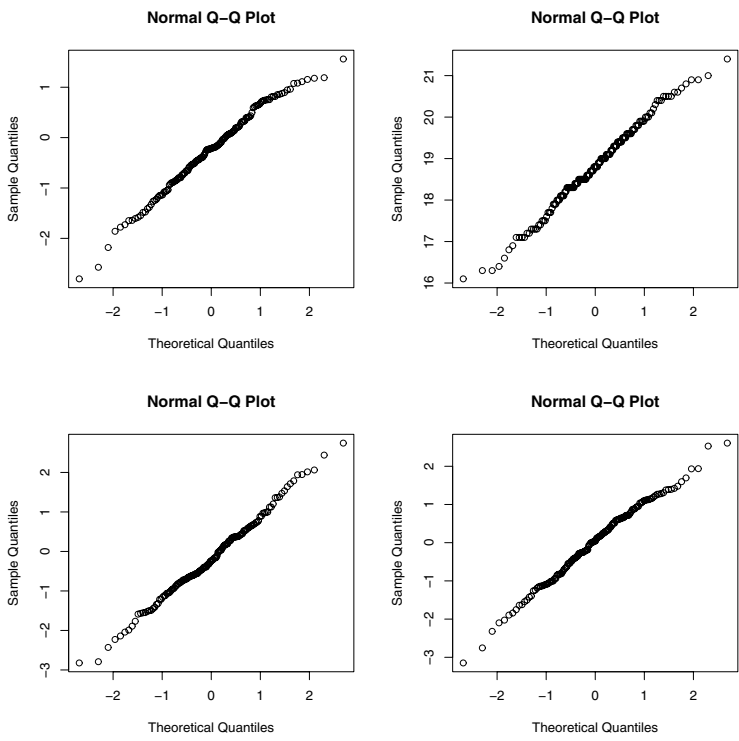 Normal Q−Q Plot
Sample Quantiles
1
0
−1
−2
−2 −1 0 1 2
Theoretical Quantiles
Normal Q−Q Plot
Sample Quantiles
21
20
19
18
17
16
−2 −1 0 1 2
Theoretical Quantiles
Normal Q−Q Plot
Sample Quantiles
2
1
0
−1
−2
−3
−2 −1 0 1 2
Theoretical Quantiles
Normal Q−Q Plot
Sample Quantiles
2
1
0
−1
−2
−3
−2 −1 0 1 2
Theoretical Quantiles